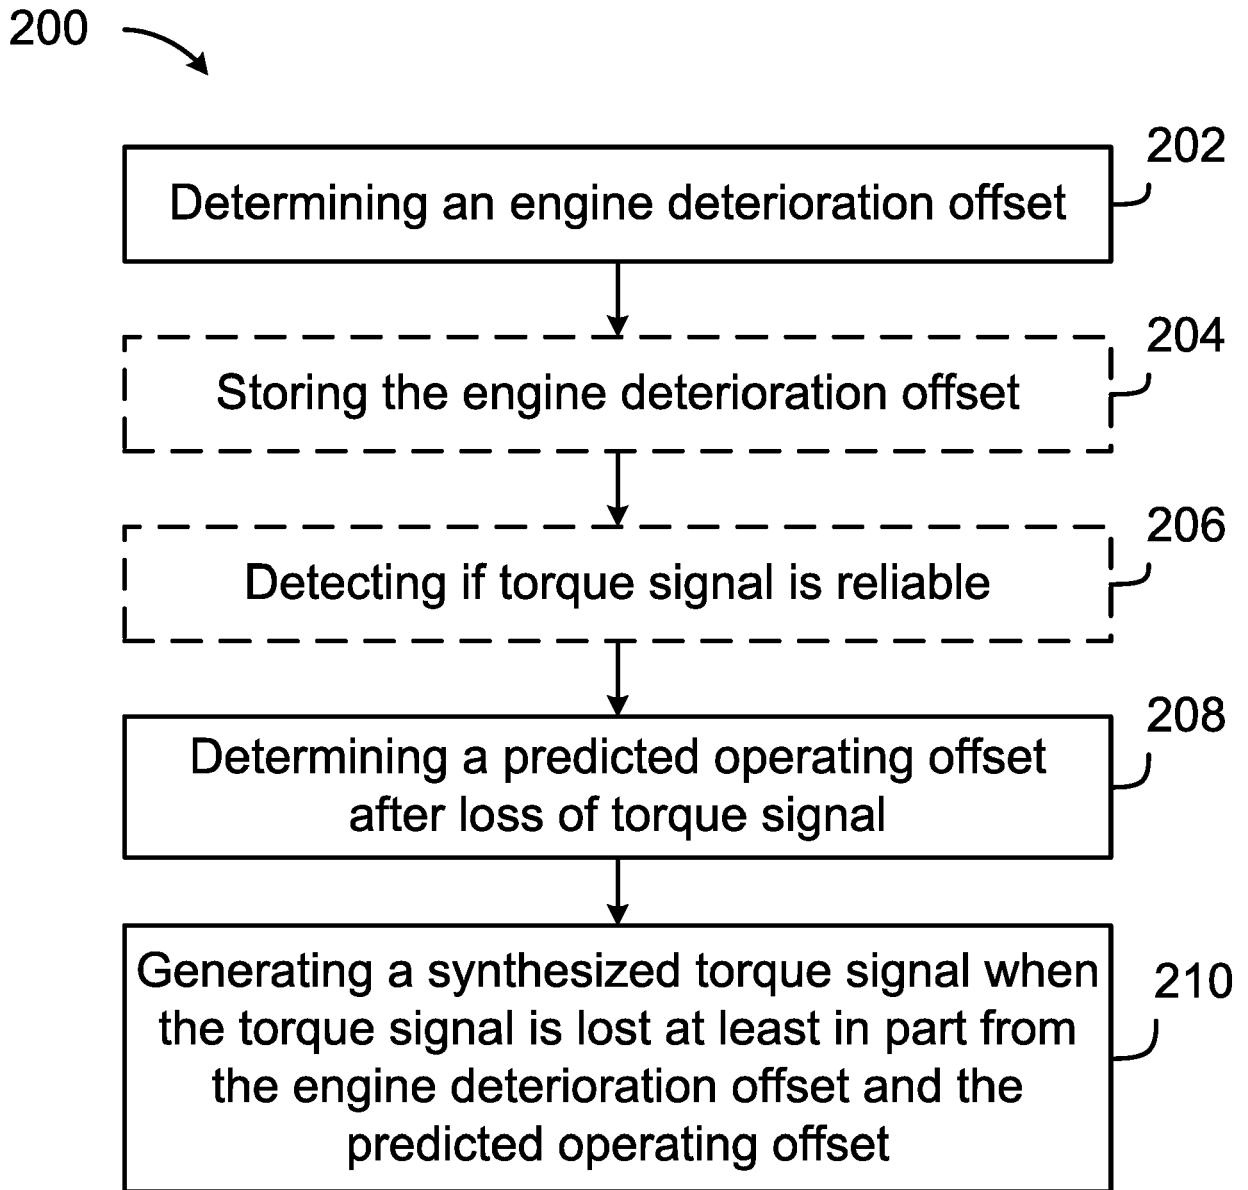 200
202
Determining an engine deterioration offset
204
Storing the engine deterioration offset
206
Detecting if torque signal is reliable
208
Determining a predicted operating offset
after loss of torque signal
210
Generating a synthesized torque signal when
the torque signal is lost at least in part from
the engine deterioration offset and the
predicted operating offset